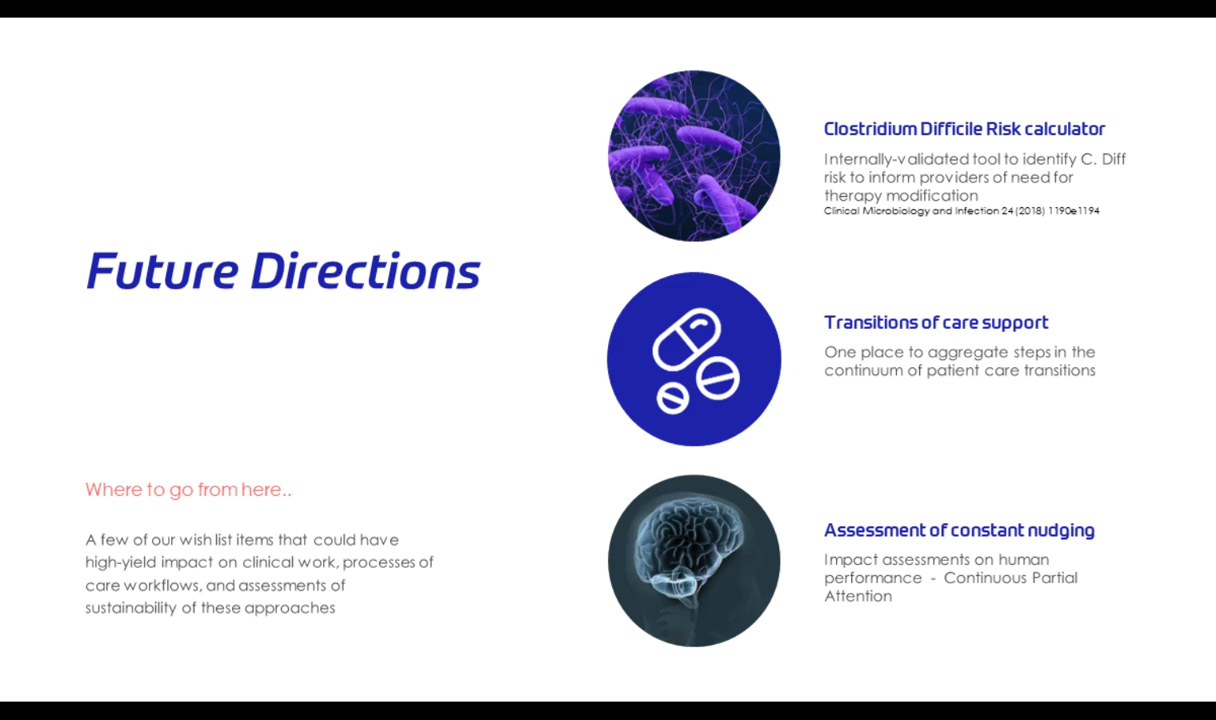 Future Directions
Where to go from here..
A few of our wish list items that could have
high-yield impact on clinical work, processes of
care workflows, and assessments of
sustainability of these approaches
Clostridium Difficile Risk calculator
Internally-validated tool to identify C. Diff
risk to inform providers of need for
therapy modification
Clinical Microbiology and Infection 24 (2018) 1190e1194
Transitions of care support
One place to aggregate steps in the
continuum of patient care transitions
Assessment of constant nudging
Impact assessments on human
performance - Continuous Partial
Attention